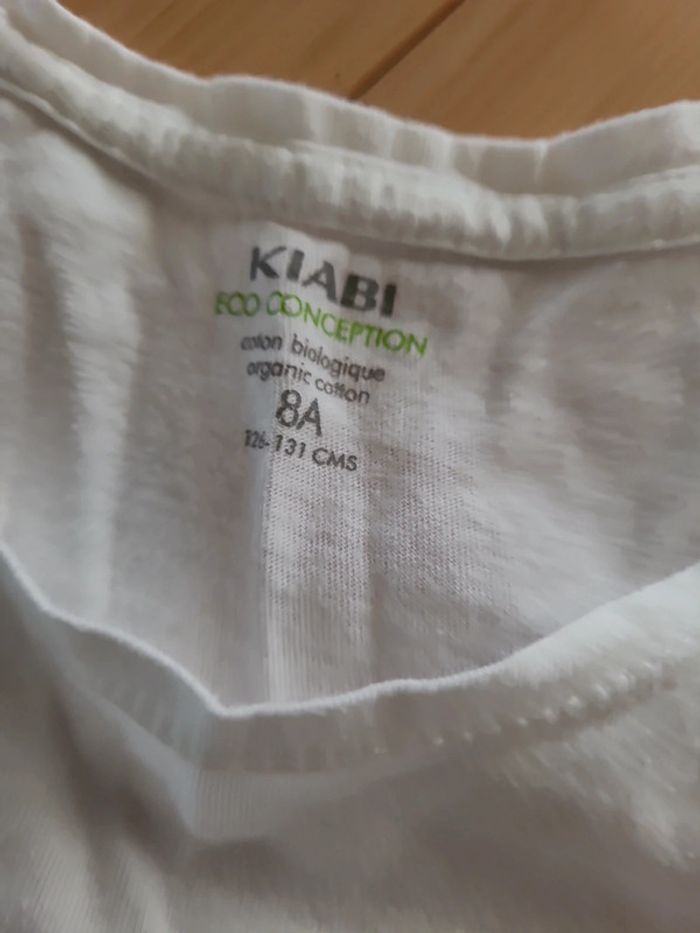 KIABI
ECO CONCEPTION
coton biologique
organic cotton
8A
126-131 CMS